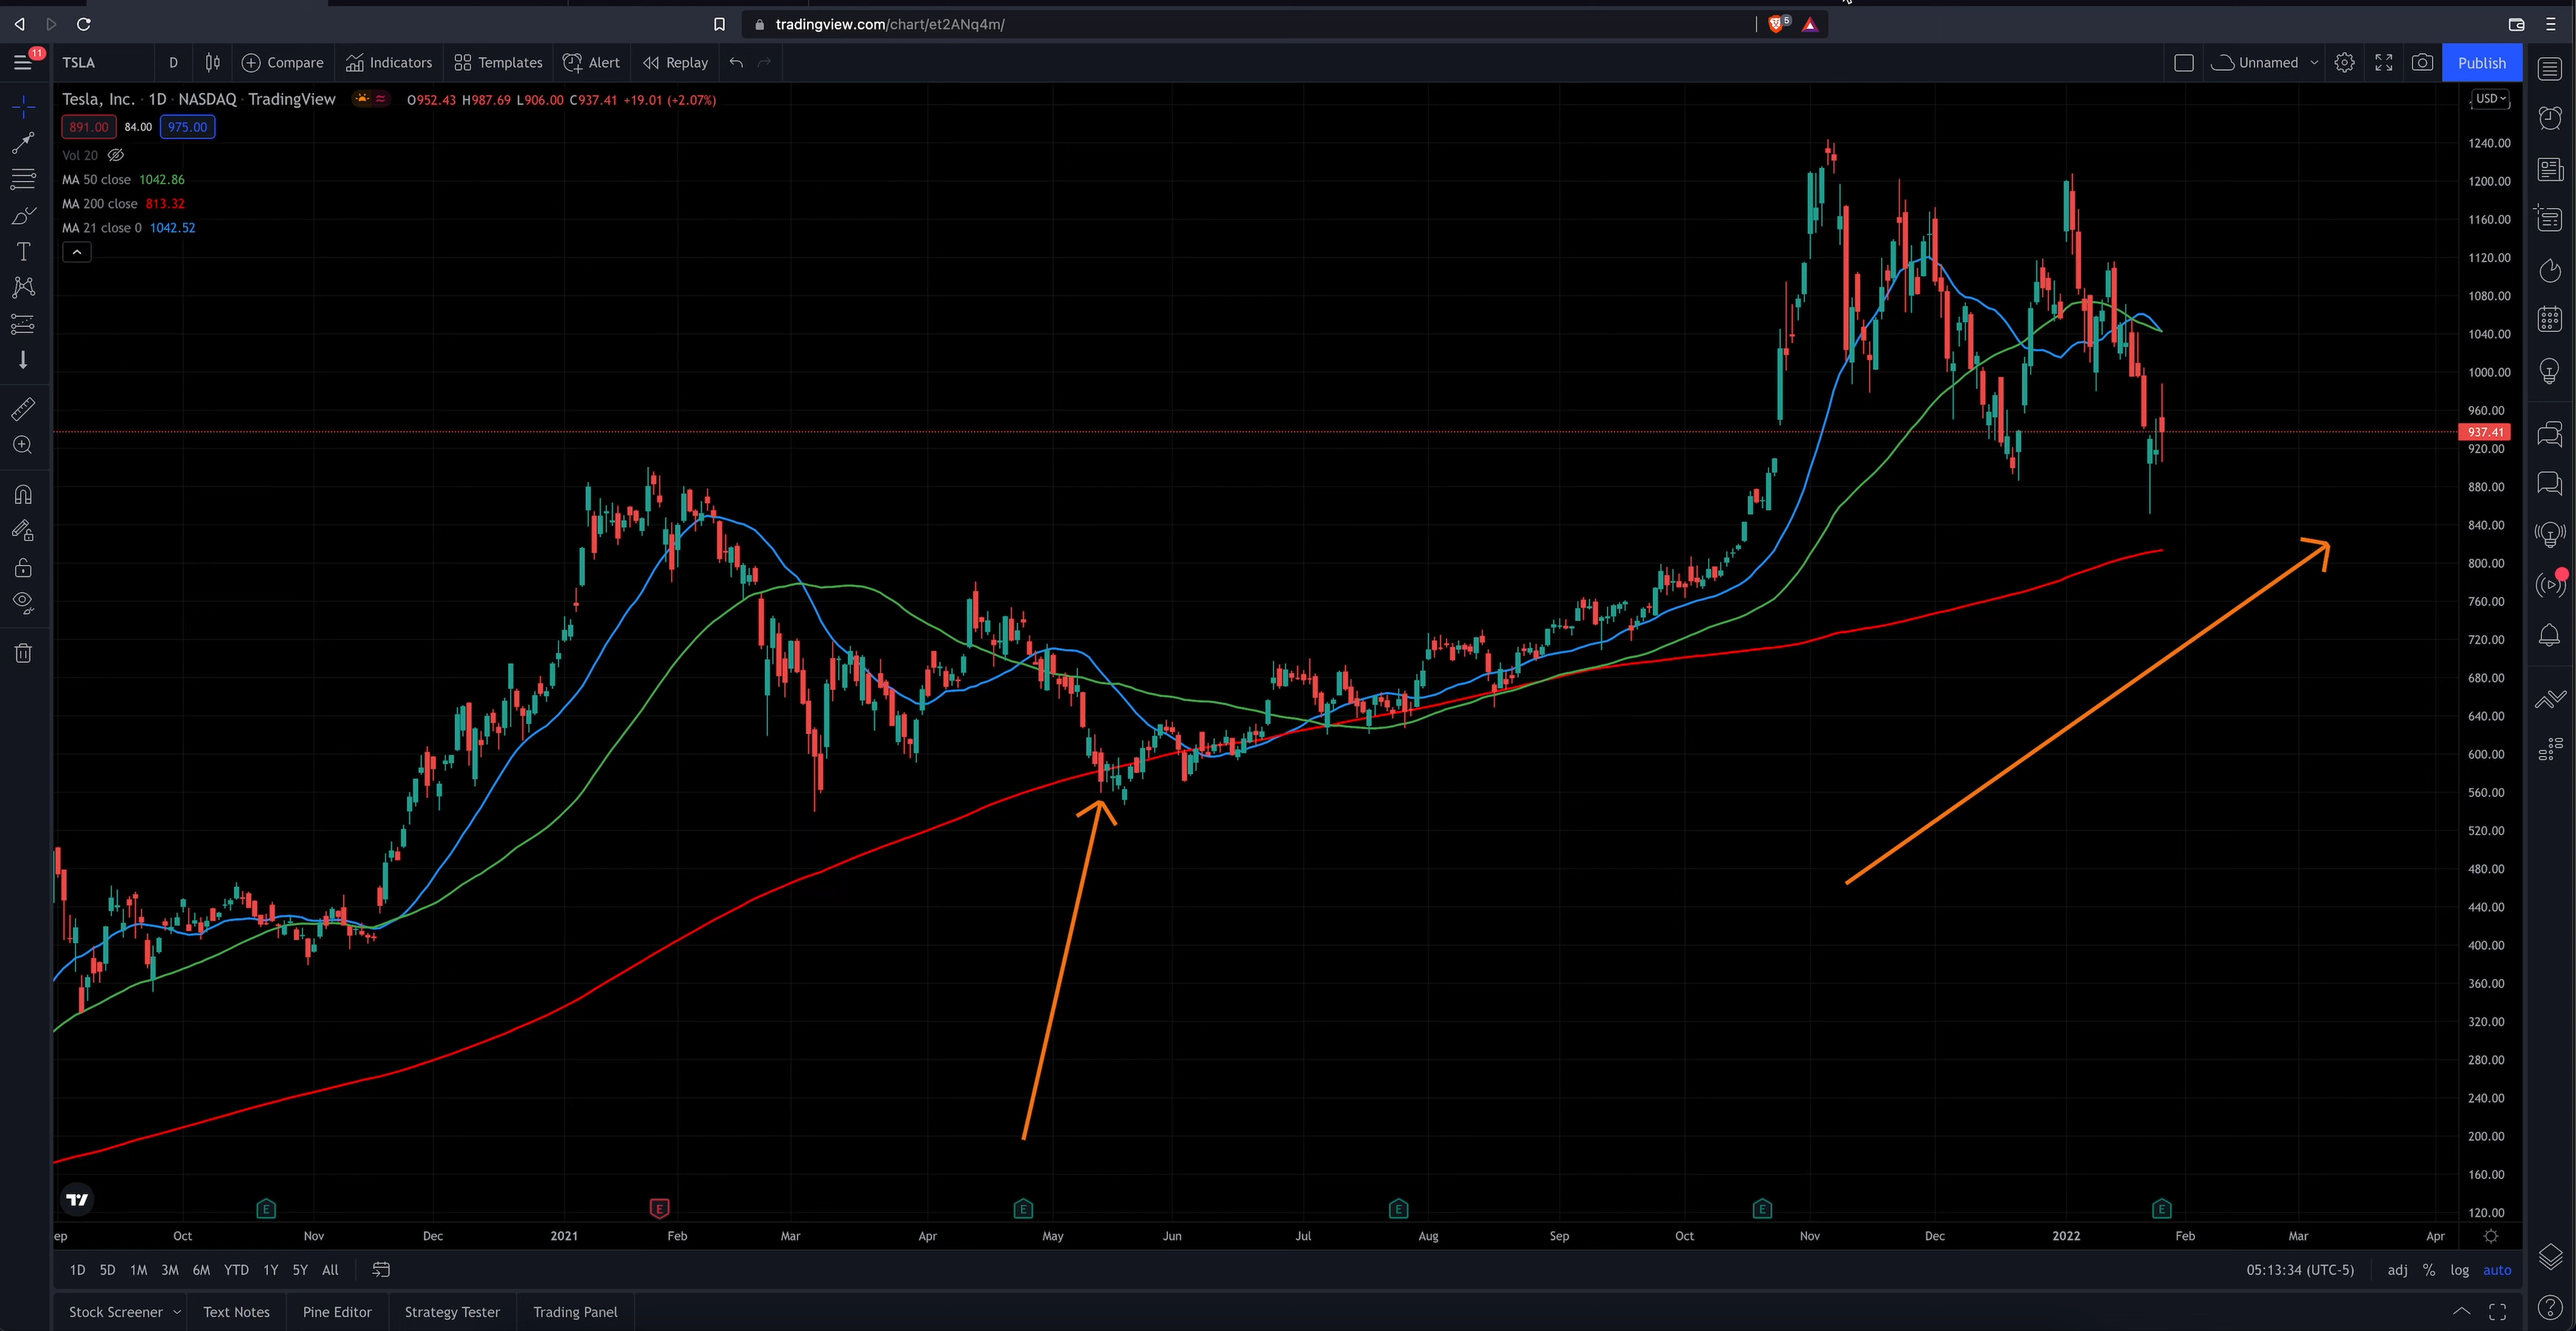 tradingview.com/chart/et2ANq4m/ 5
11 TSLA D Compare Indicators Templates Alert Replay Unnamed Publish
Tesla, Inc. · 1D · NASDAQ · TradingView O952.43 H987.69 L906.00 C937.41 +19.01 (+2.07%)
USD
891.00 84.00 975.00
Vol 20
MA 50 close 1042.86
MA 200 close 813.32
MA 21 close 0 1042.52
1240.00
1200.00
1160.00
1120.00
1080.00
1040.00
1000.00
960.00
937.41
920.00
880.00
840.00
800.00
760.00
720.00
680.00
640.00
600.00
560.00
520.00
480.00
440.00
400.00
360.00
320.00
280.00
240.00
200.00
160.00
120.00
E E E E E E
ep Oct Nov Dec 2021 Feb Mar Apr May Jun Jul Aug Sep Oct Nov Dec 2022 Feb Mar Apr
1D 5D 1M 3M 6M YTD 1Y 5Y All 05:13:34 (UTC-5) adj % log auto
Stock Screener Text Notes Pine Editor Strategy Tester Trading Panel